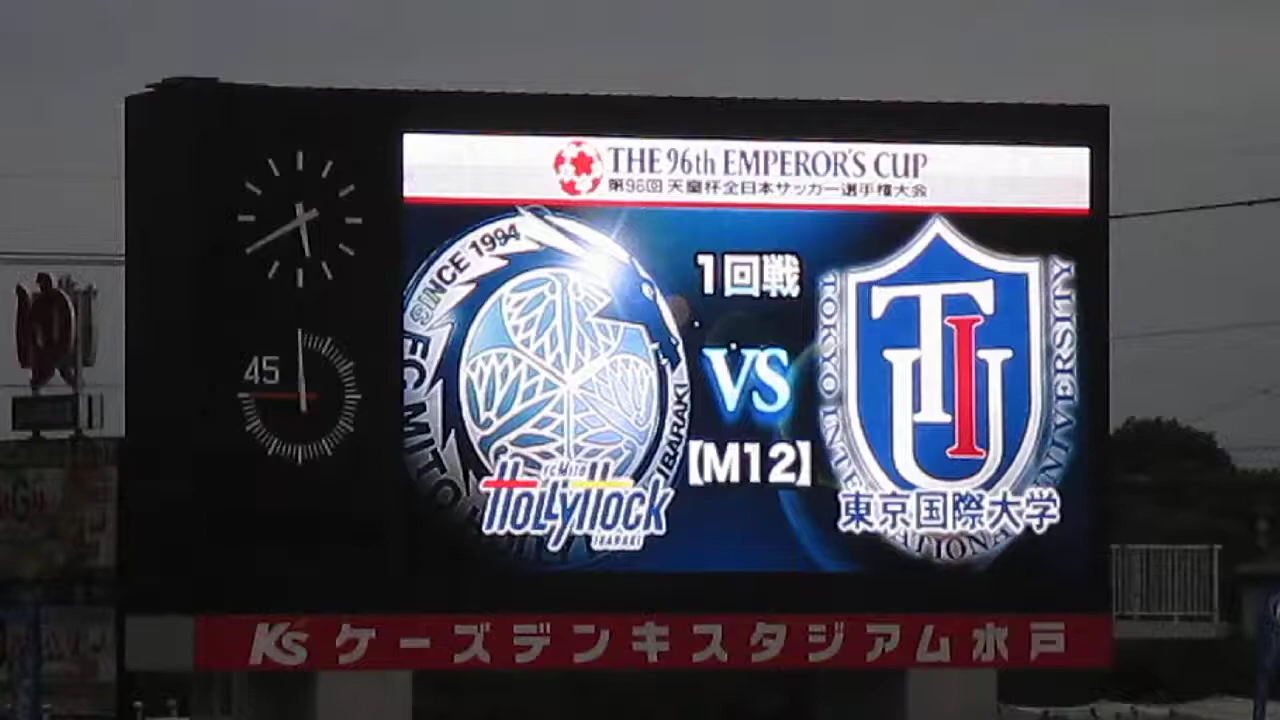 THE 96th EMPEROR'S CUP
第96回 天皇杯全日本サッカー選手権大会
SINCE 1994
FC MITO
IBARAKI
FC MITO
HOLLYHOCK
IBARAKI
1回戦
VS
【M12】
TIU
TOKYO INTERNATIONAL UNIVERSITY
東京国際大学
45
K's ケーズデンキスタジアム水戸